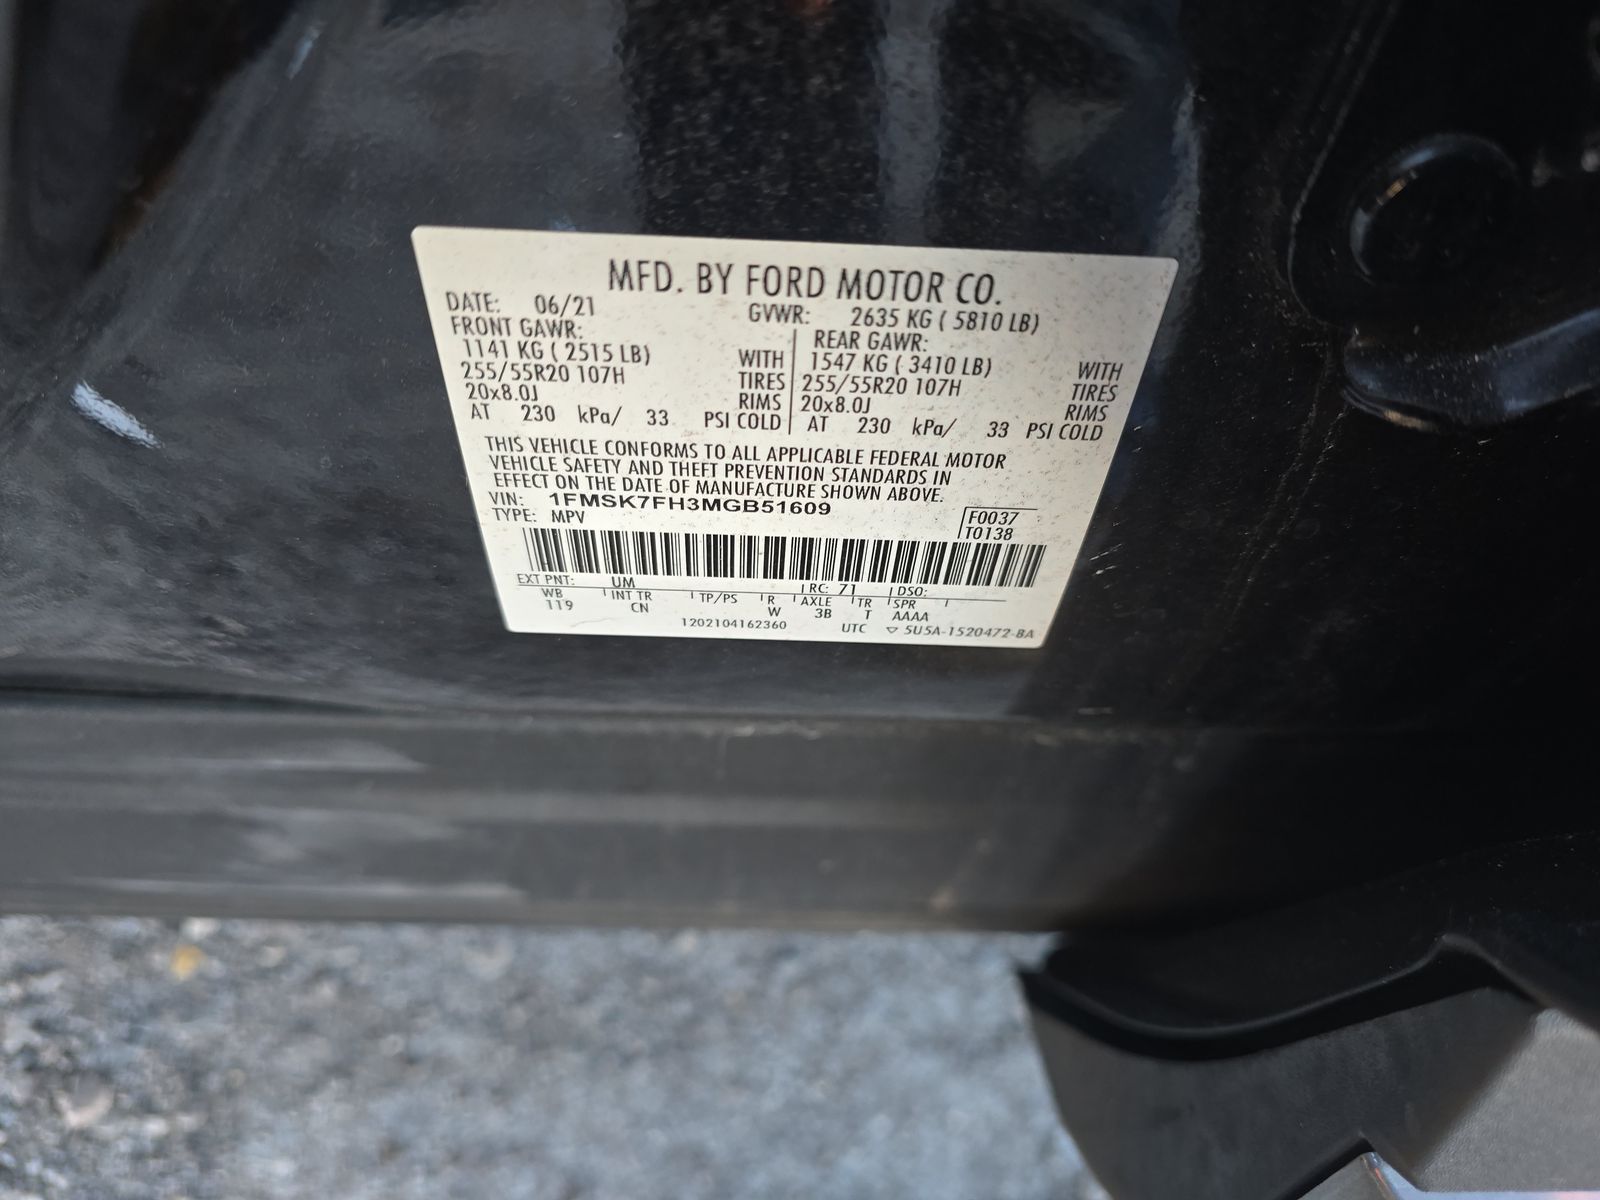 MFD. BY FORD MOTOR CO.
DATE: 06/21 GVWR: 2635 KG ( 5810 LB)
FRONT GAWR: REAR GAWR:
1141 KG ( 2515 LB) WITH 1547 KG ( 3410 LB) WITH
255/55R20 107H TIRES 255/55R20 107H TIRES
20x8.0J RIMS 20x8.0J RIMS
AT 230 kPa/ 33 PSI COLD AT 230 kPa/ 33 PSI COLD
THIS VEHICLE CONFORMS TO ALL APPLICABLE FEDERAL MOTOR
VEHICLE SAFETY AND THEFT PREVENTION STANDARDS IN
EFFECT ON THE DATE OF MANUFACTURE SHOWN ABOVE.
VIN: 1FMSK7FH3MGB51609
TYPE: MPV F0037
T0138
EXT PNT: UM RC: 71 DSO:
WB INT TR TP/PS R AXLE TR SPR
119 CN W 3B T AAAA
1202104162360 UTC ▽ 5U5A-1520472-BA